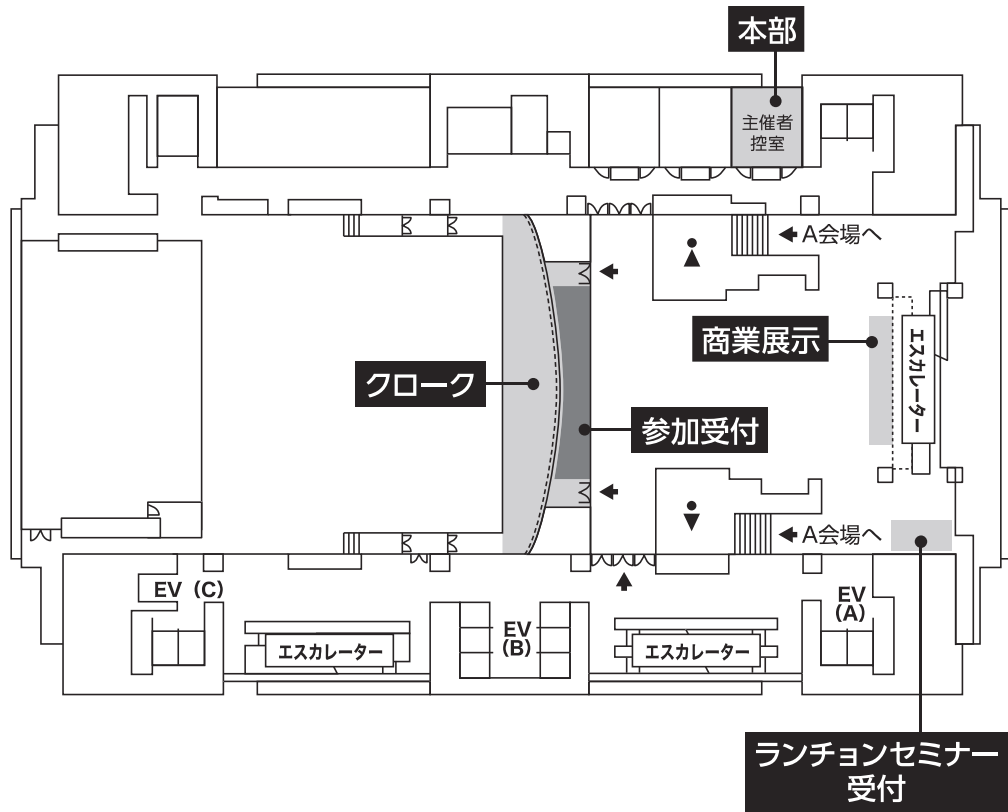 本部
主催者
控室
A会場へ
商業展示
エスカレーター
クローク
参加受付
A会場へ
EV (C)
EV
(A)
EV
(B)
エスカレーター
エスカレーター
ランチョンセミナー
受付